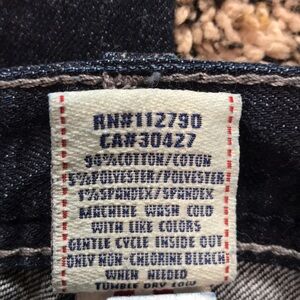 RN#112790
CA#30427
94%COTTON/COTON
5%POLYESTER/POLYESTER
1%SPANDEX/SPANDEX
MACHINE WASH COLD
WITH LIKE COLORS
GENTLE CYCLE INSIDE OUT
ONLY NON-CHLORINE BLEACH
WHEN NEEDED
TUMBLE DRY LOW